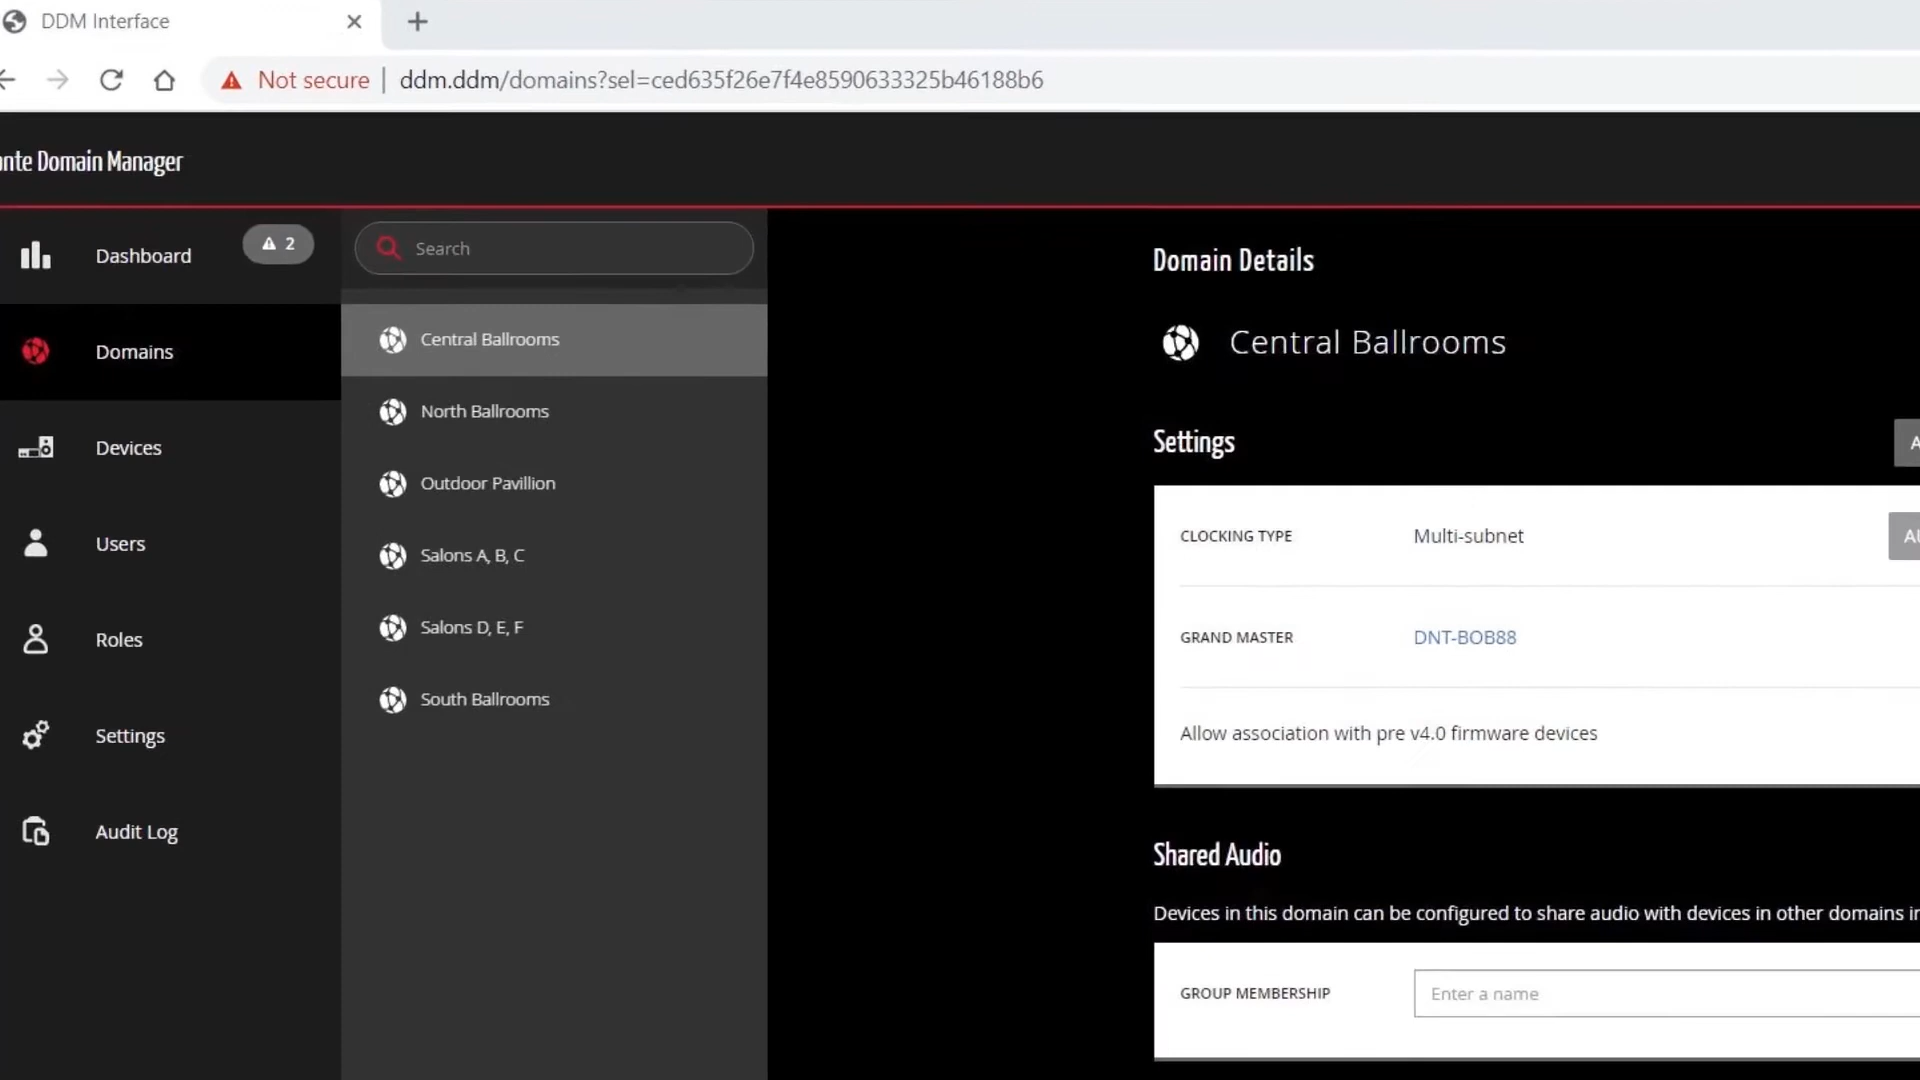 DDM Interface
Not secure | ddm.ddm/domains?sel=ced635f26e7f4e8590633325b46188b6
ante Domain Manager
Dashboard
2
Domains
Devices
Users
Roles
Settings
Audit Log
Search
Central Ballrooms
North Ballrooms
Outdoor Pavillion
Salons A, B, C
Salons D, E, F
South Ballrooms
Domain Details
Central Ballrooms
Settings
A
CLOCKING TYPE Multi-subnet
AU
GRAND MASTER DNT-BOB88
Allow association with pre v4.0 firmware devices
Shared Audio
Devices in this domain can be configured to share audio with devices in other domains in
GROUP MEMBERSHIP Enter a name